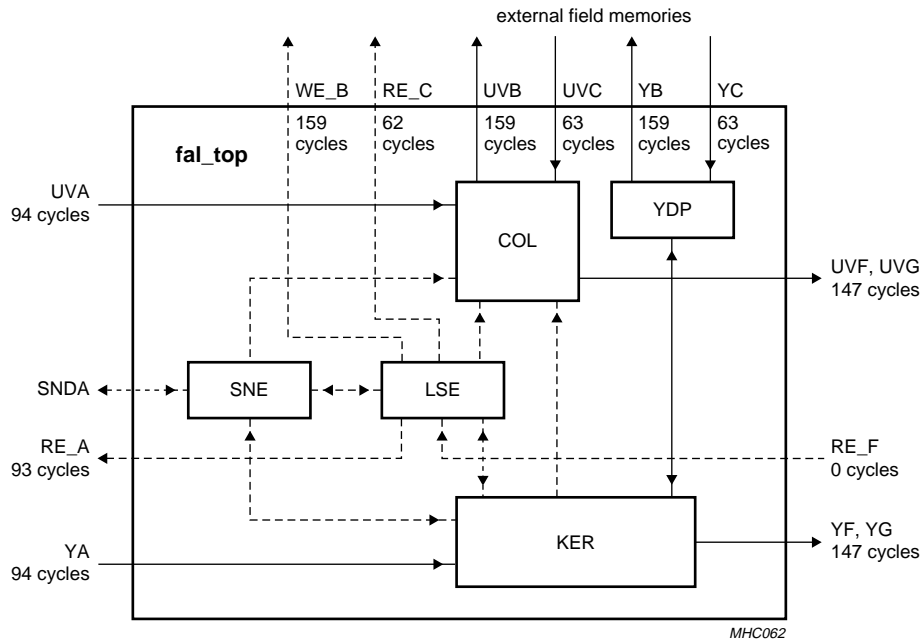 external field memories
WE_B
RE_C
UVB
UVC
YB
YC
159
cycles
62
cycles
159
cycles
63
cycles
159
cycles
63
cycles
fal_top
UVA
94 cycles
COL
YDP
UVF, UVG
147 cycles
SNDA
SNE
LSE
RE_A
93 cycles
RE_F
0 cycles
YA
94 cycles
KER
YF, YG
147 cycles
MHC062